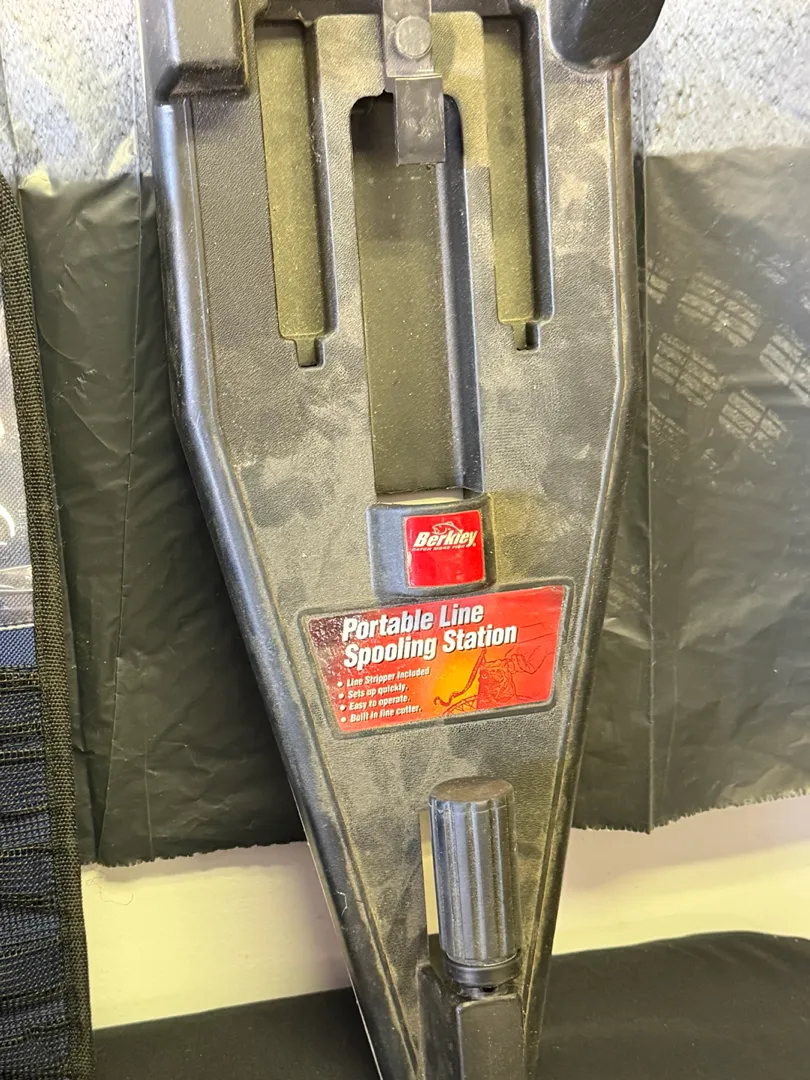 Berkley
CATCH MORE FISH
Portable Line
Spooling Station
• Line Stripper Included
• Sets up quickly.
• Easy to operate.
• Built in line cutter.